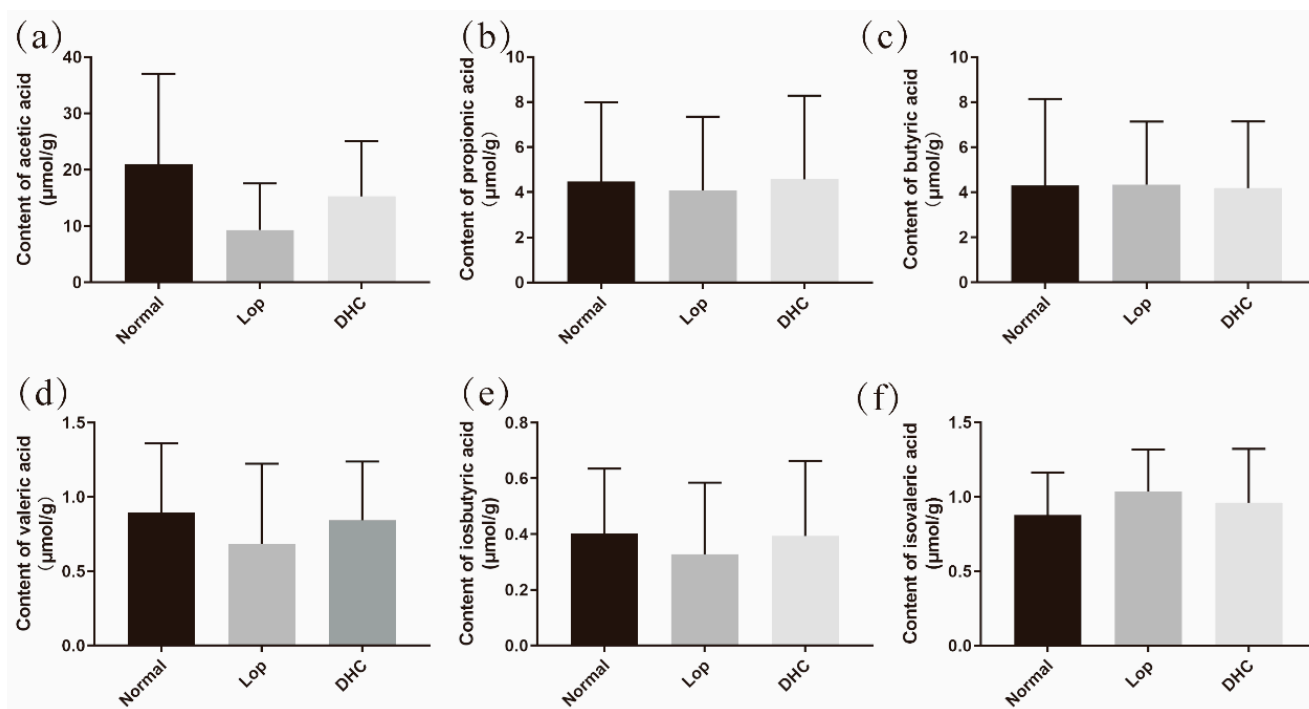 (a)
Content of acetic acid
(μmol/g)
40
30
20
10
0
Normal
Lop
DHC
(b)
Content of propionic acid
（μmol/g）
10
8
6
4
2
0
Normal
Lop
DHC
(c)
Content of butyric acid
（μmol/g）
10
8
6
4
2
0
Normal
Lop
DHC
(d)
Content of valeric acid
（μmol/g）
1.5
1.0
0.5
0.0
Normal
Lop
DHC
(e)
Content of iosbutyric acid
(μmol/g)
0.8
0.6
0.4
0.2
0.0
Normal
Lop
DHC
(f)
Content of isovaleric acid
(μmol/g)
1.5
1.0
0.5
0.0
Normal
Lop
DHC